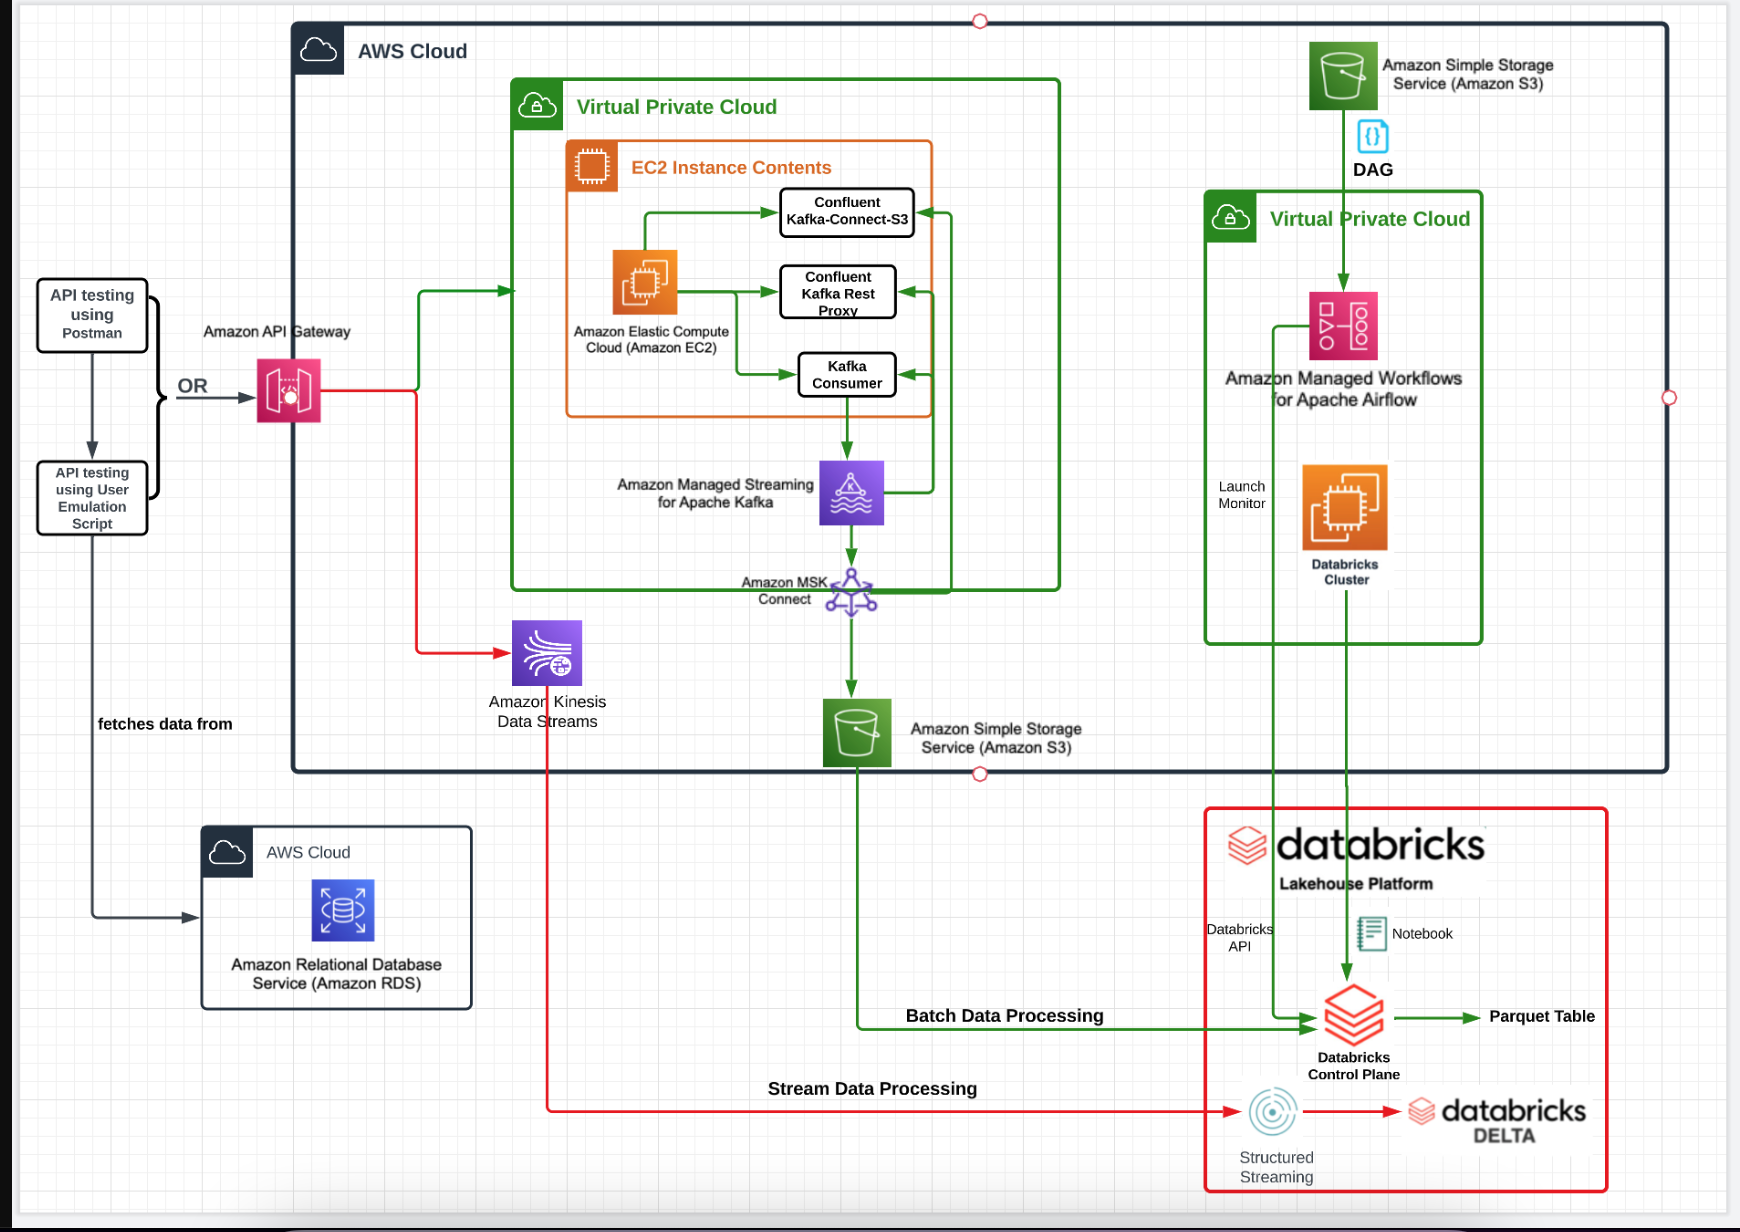 AWS Cloud
Amazon Simple Storage
Service (Amazon S3)
DAG
Virtual Private Cloud
EC2 Instance Contents
Confluent
Kafka-Connect-S3
Confluent
Kafka Rest
Proxy
Amazon Elastic Compute
Cloud (Amazon EC2)
Kafka
Consumer
Amazon Managed Streaming
for Apache Kafka
K
Amazon MSK
Connect
Virtual Private Cloud
Amazon Managed Workflows
for Apache Airflow
Launch
Monitor
Databricks
Cluster
API testing
using
Postman
OR
Amazon API Gateway
API testing
using User
Emulation
Script
fetches data from
Amazon Kinesis
Data Streams
Amazon Simple Storage
Service (Amazon S3)
AWS Cloud
Amazon Relational Database
Service (Amazon RDS)
databricks
Lakehouse Platform
Databricks
API
Notebook
Batch Data Processing
Parquet Table
Databricks
Control Plane
Stream Data Processing
databricks
DELTA
Structured
Streaming